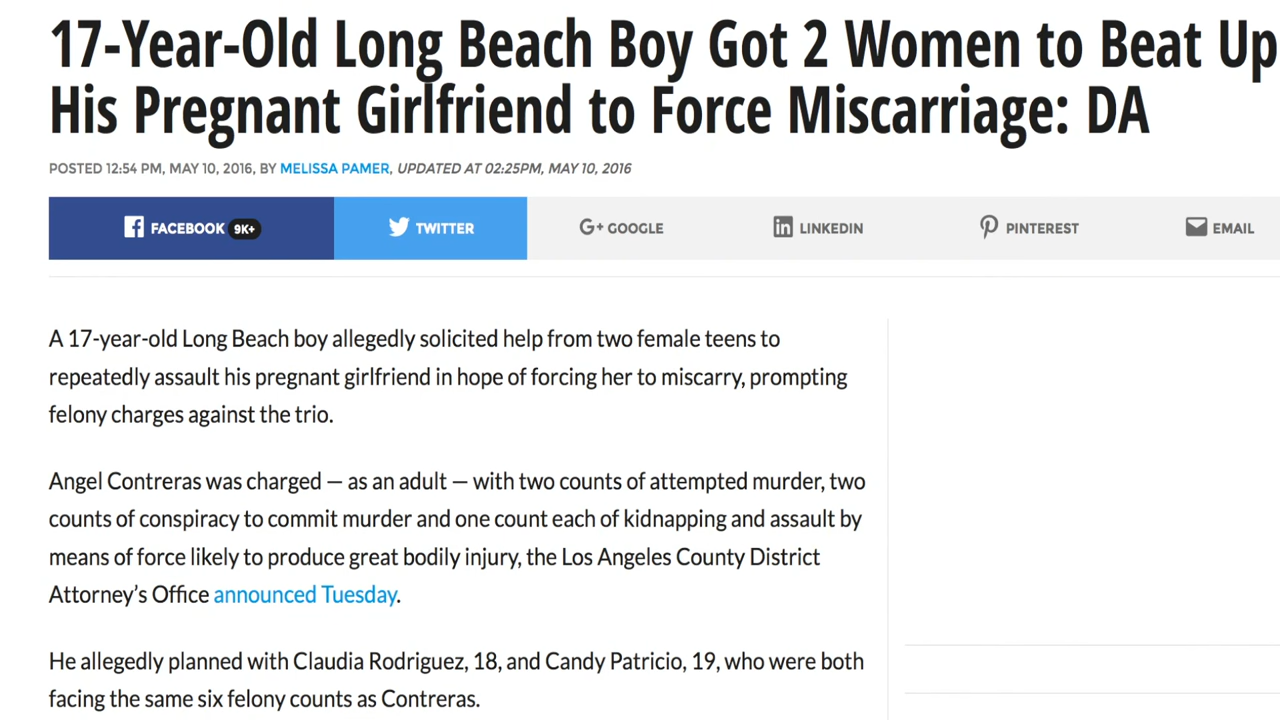 17-Year-Old Long Beach Boy Got 2 Women to Beat Up
His Pregnant Girlfriend to Force Miscarriage: DA
POSTED 12:54 PM, MAY 10, 2016, BY MELISSA PAMER, UPDATED AT 02:25PM, MAY 10, 2016
FACEBOOK 9K+ TWITTER G+ GOOGLE LINKEDIN PINTEREST EMAIL
A 17-year-old Long Beach boy allegedly solicited help from two female teens to
repeatedly assault his pregnant girlfriend in hope of forcing her to miscarry, prompting
felony charges against the trio.
Angel Contreras was charged — as an adult — with two counts of attempted murder, two
counts of conspiracy to commit murder and one count each of kidnapping and assault by
means of force likely to produce great bodily injury, the Los Angeles County District
Attorney's Office announced Tuesday.
He allegedly planned with Claudia Rodriguez, 18, and Candy Patricio, 19, who were both
facing the same six felony counts as Contreras.